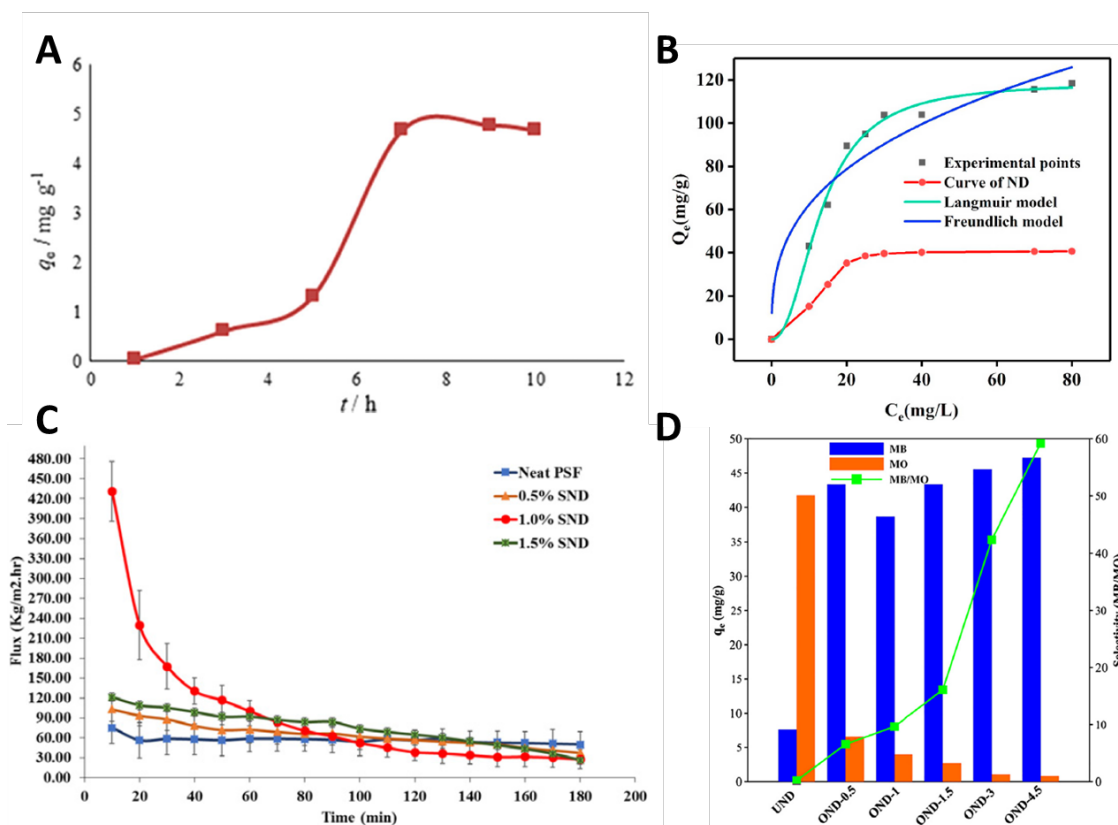 A
6
5
4
3
2
1
0
qe / mg g-1
0 2 4 6 8 10 12
t / h
B
120
100
80
60
40
20
0
Qe(mg/g)
Experimental points
Curve of ND
Langmuir model
Freundlich model
0 20 40 60 80
Ce(mg/L)
C
480.00
450.00
420.00
390.00
360.00
330.00
300.00
270.00
240.00
210.00
180.00
150.00
120.00
90.00
60.00
30.00
0.00
Flux (Kg/m2.hr)
Neat PSF
0.5% SND
1.0% SND
1.5% SND
0 20 40 60 80 100 120 140 160 180 200
Time (min)
D
50
45
40
35
30
25
20
15
10
5
0
qe (mg/g)
MB
MO
MB/MO
60
50
40
30
20
10
0
Selectivity (MB/MO)
UND OND-0.5 OND-1 OND-1.5 OND-3 OND-4.5